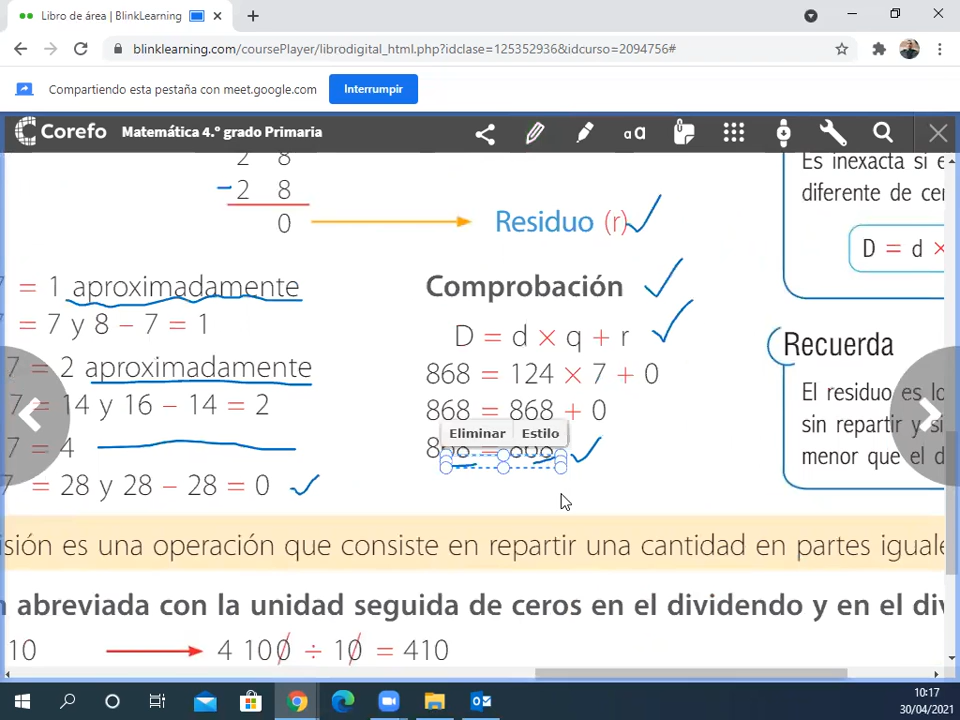 Libro de área | BlinkLearning
blinklearning.com/coursePlayer/librodigital_html.php?idclase=125352936&idcurso=2094756#
Compartiendo esta pestaña con meet.google.com
Interrumpir
Corefo
Matemática 4.º grado Primaria
aa
2 8
-2 8
0
Residuo (r)
Es inexacta si e
diferente de cer
D = d ×
= 1 aproximadamente
= 7 y 8 – 7 = 1
7 = 2 aproximadamente
7 = 14 y 16 – 14 = 2
7 = 4
7 = 28 y 28 – 28 = 0
Comprobación
D = d × q + r
868 = 124 × 7 + 0
868 = 868 + 0
Eliminar Estilo
868 = 868
Recuerda
El residuo es lo
sin repartir y si
menor que el d
isión es una operación que consiste en repartir una cantidad en partes iguale
n abreviada con la unidad seguida de ceros en el dividendo y en el div
10
4 100 ÷ 10 = 410
10:17
30/04/2021